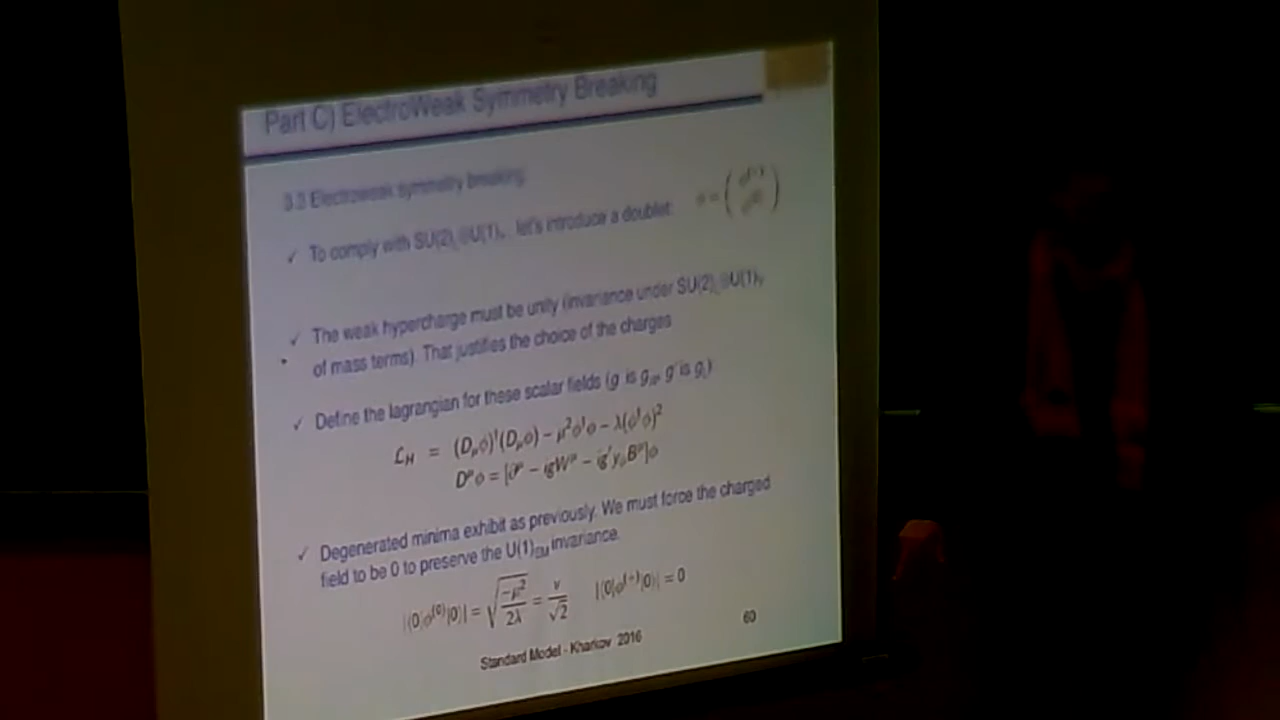 Part C) ElectroWeak Symmetry Breaking
3.3 Electroweak symmetry breaking:
✓ To comply with SU(2)L⊗U(1)Y, let's introduce a doublet: ϕ = ( ϕ(+) ϕ(0) )
✓ The weak hypercharge must be unity (invariance under SU(2)L⊗U(1)Y
of mass terms). That justifies the choice of the charges
✓ Define the lagrangian for these scalar fields (g is gW, g' is
ℒH = (Dμϕ)†(Dμϕ) − μ²ϕ†ϕ − λ(ϕ†ϕ)²
Dμϕ = [∂μ − igWμ − ig'yϕBμ]ϕ
✓ Degenerated minima exhibit as previously. We must force the charged
field to be 0 to preserve the U(1)EM invariance.
|⟨0|ϕ(0)|0⟩| = √(−μ²/2λ) = v/√2 |⟨0|ϕ(+)|0⟩| = 0
Standard Model - Kharkov 2016
60